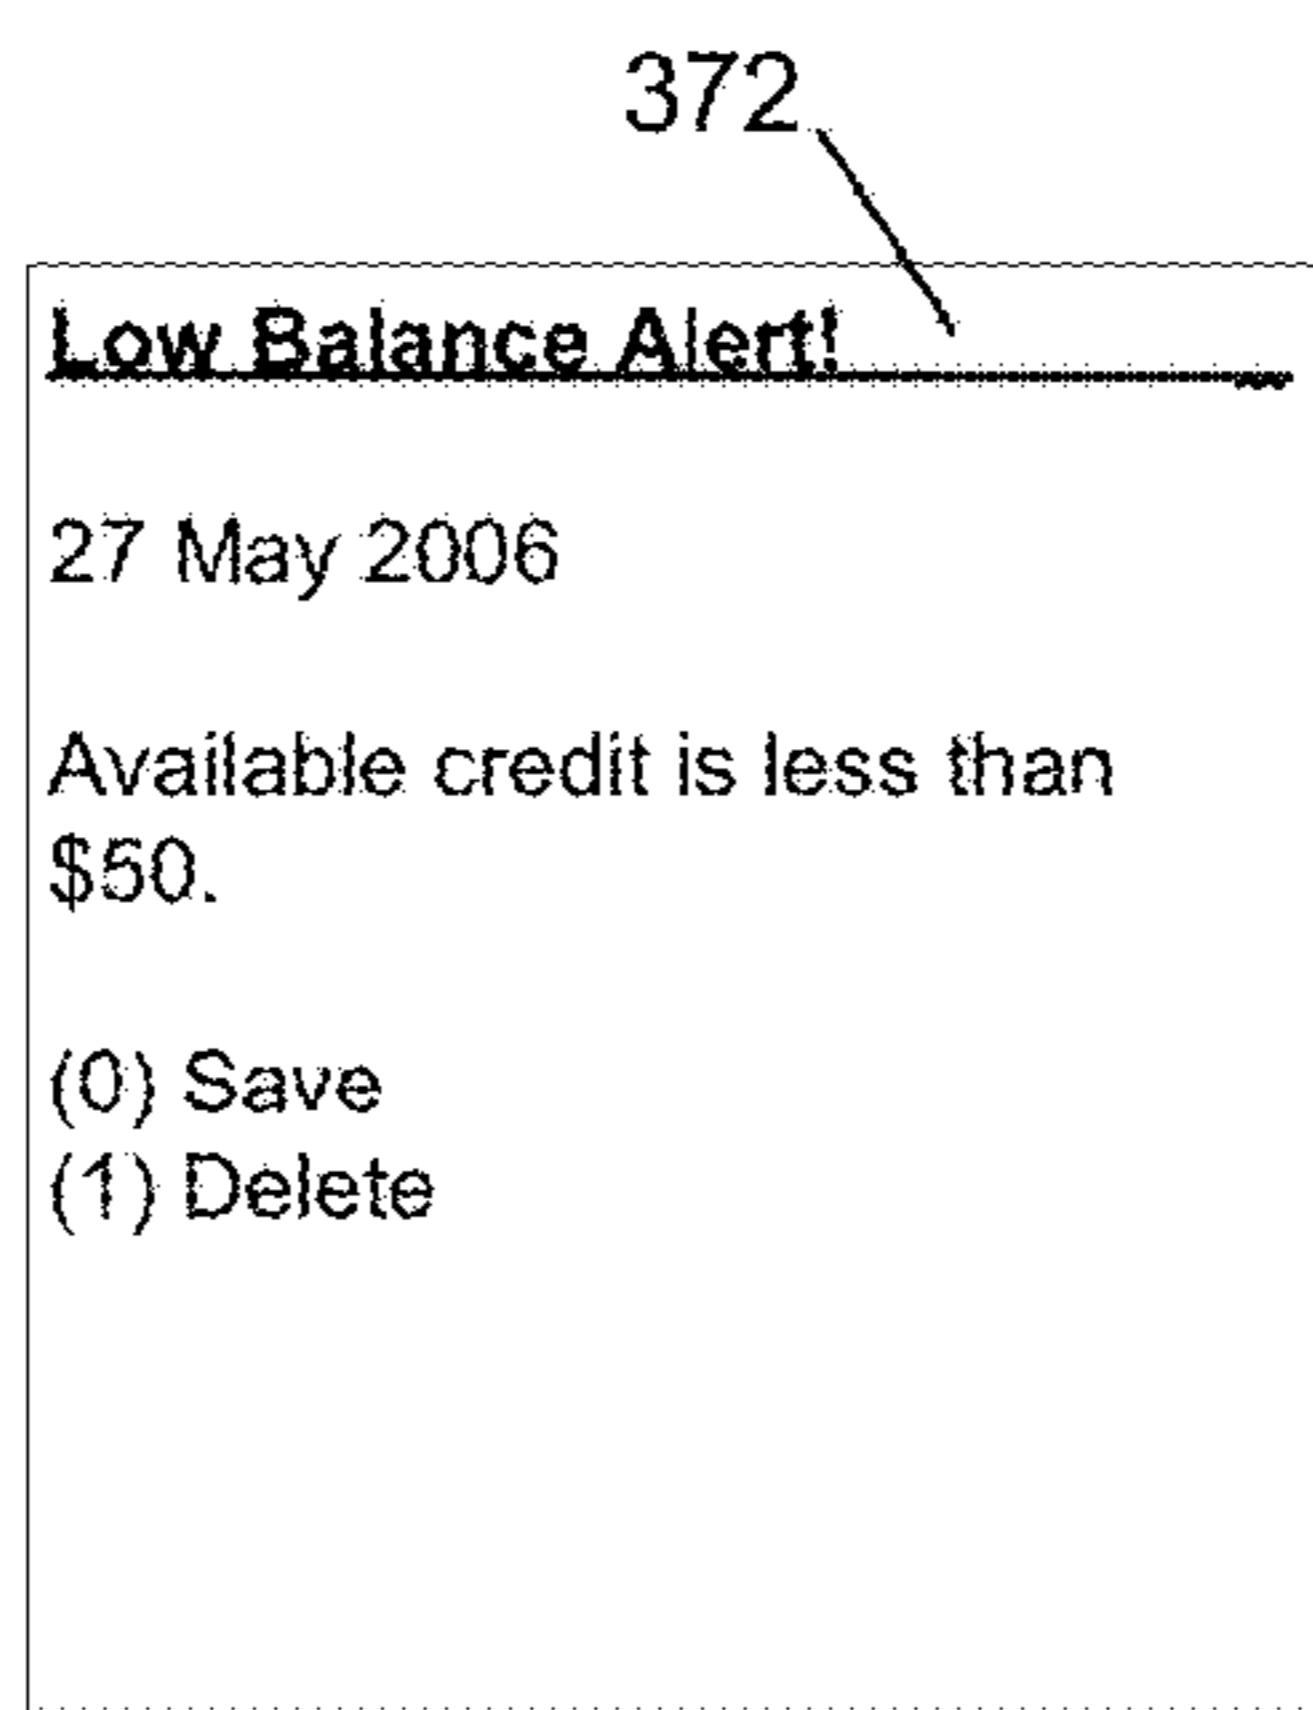 372
Low Balance Alert!
27 May 2006
Available credit is less than
$50.
(0) Save
(1) Delete